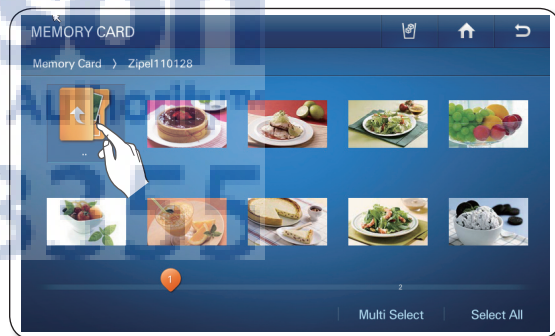 MEMORY CARD
Memory Card > Zipel110128
..
1
2
Multi Select
Select All